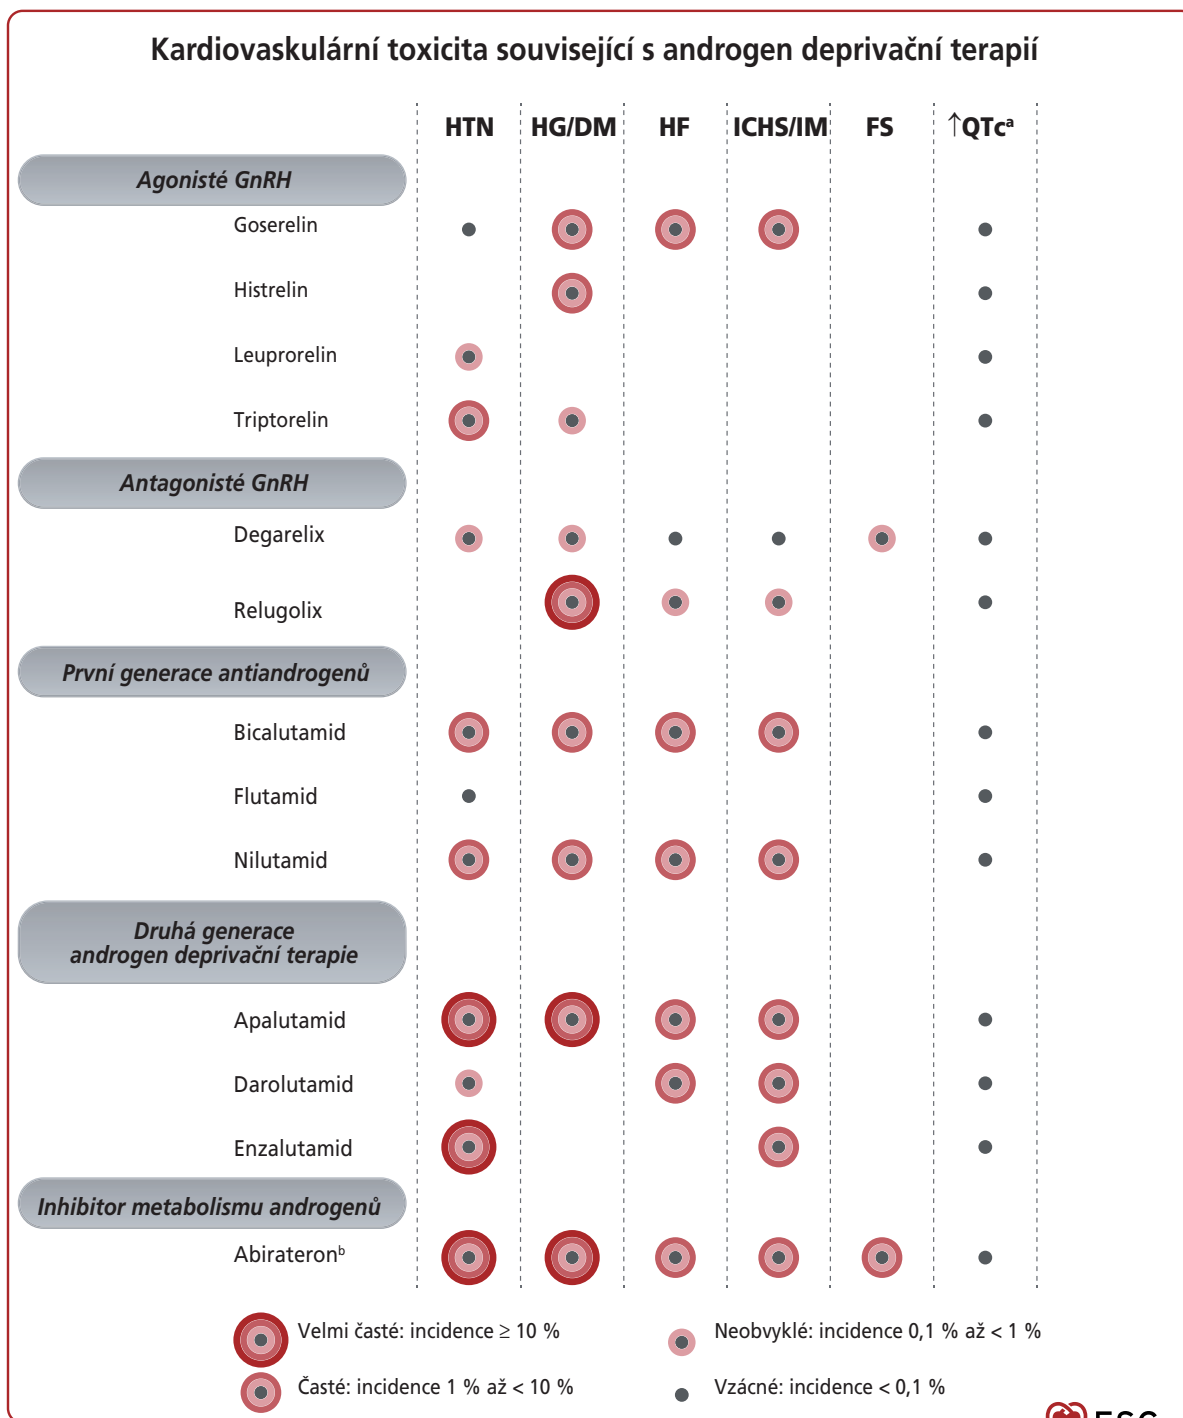 Kardiovaskulární toxicita související s androgen deprivační terapií
HTN HG/DM HF ICHS/IM FS ↑QTcᵃ
Agonisté GnRH
Goserelin
Histrelin
Leuprorelin
Triptorelin
Antagonisté GnRH
Degarelix
Relugolix
První generace antiandrogenů
Bicalutamid
Flutamid
Nilutamid
Druhá generace
androgen deprivační terapie
Apalutamid
Darolutamid
Enzalutamid
Inhibitor metabolismu androgenů
Abirateronᵇ
Velmi časté: incidence ≥ 10 %
Neobvyklé: incidence 0,1 % až < 1 %
Časté: incidence 1 % až < 10 %
Vzácné: incidence < 0,1 %
ESC